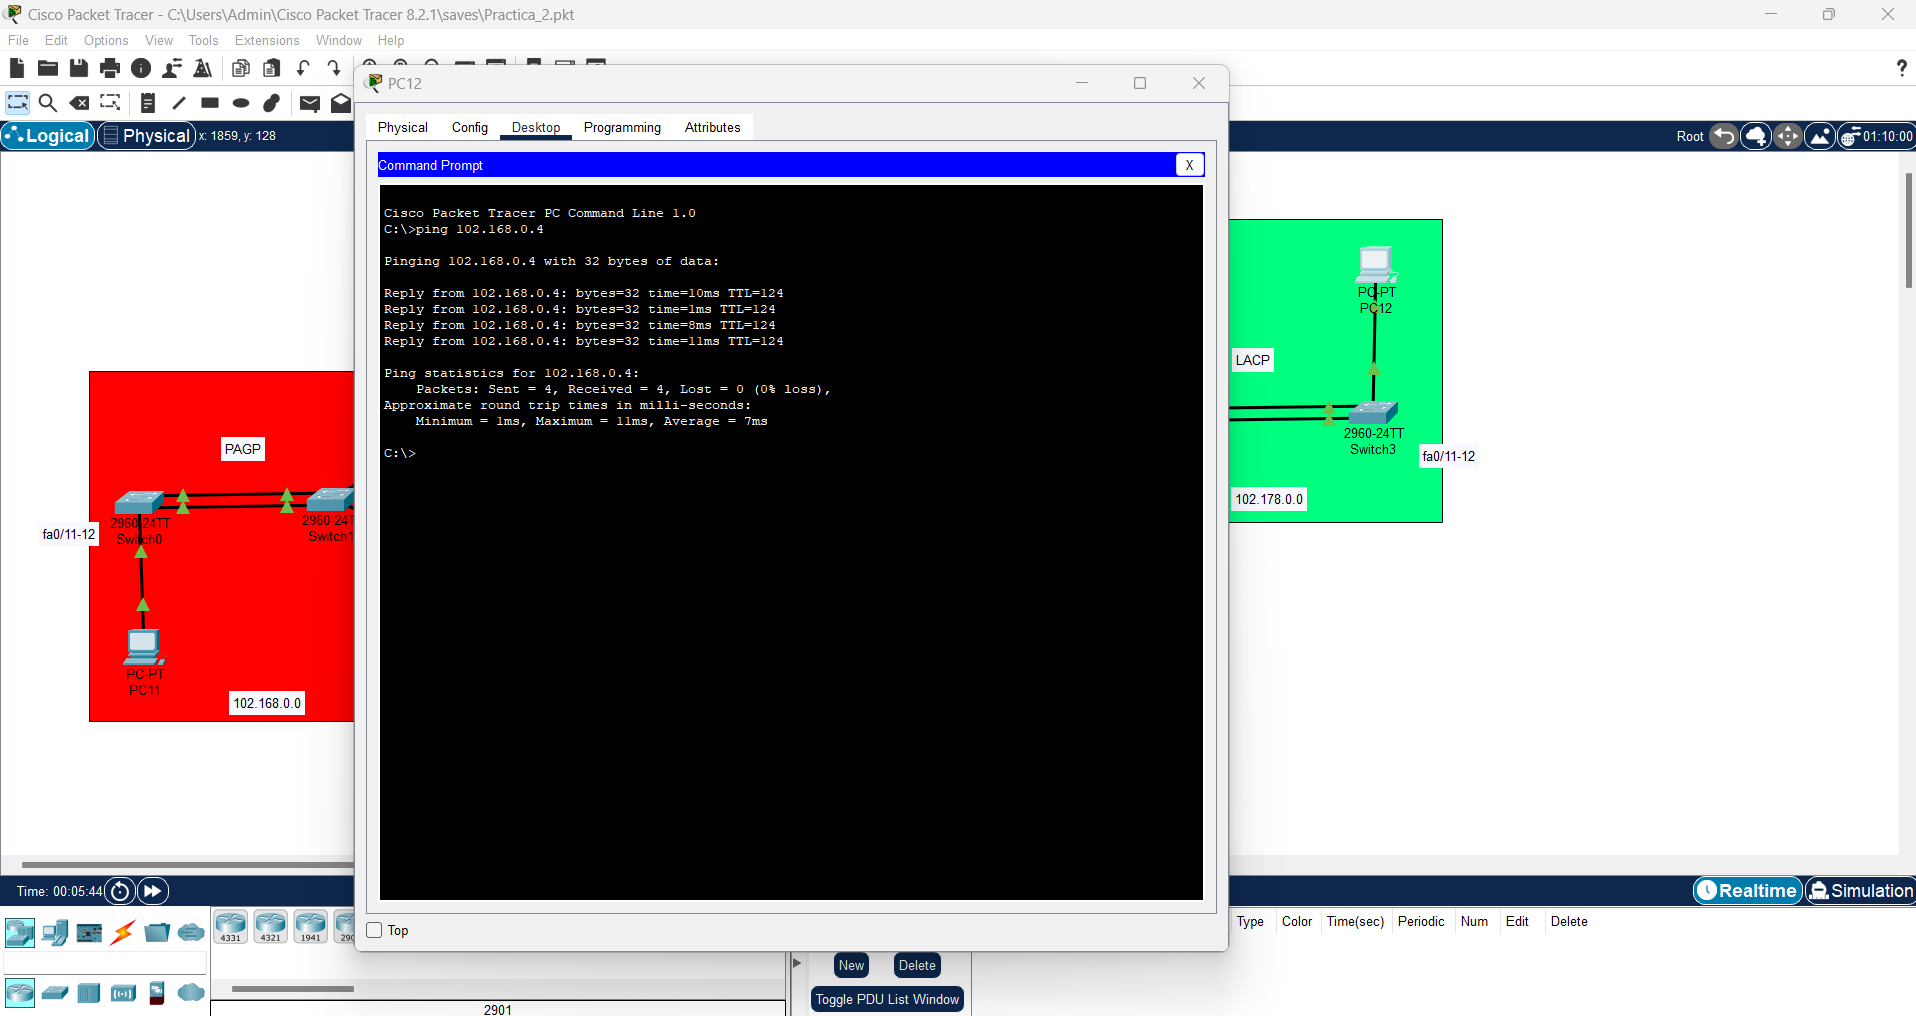 Cisco Packet Tracer - C:\Users\Admin\Cisco Packet Tracer 8.2.1\saves\Practica_2.pkt
File Edit Options View Tools Extensions Window Help
PC12
Logical Physical x: 1859, y: 128
Root 01:10:00
Physical Config Desktop Programming Attributes
Command Prompt
X
Cisco Packet Tracer PC Command Line 1.0
C:\>ping 102.168.0.4
Pinging 102.168.0.4 with 32 bytes of data:
Reply from 102.168.0.4: bytes=32 time=10ms TTL=124
Reply from 102.168.0.4: bytes=32 time=1ms TTL=124
Reply from 102.168.0.4: bytes=32 time=8ms TTL=124
Reply from 102.168.0.4: bytes=32 time=11ms TTL=124
Ping statistics for 102.168.0.4:
Packets: Sent = 4, Received = 4, Lost = 0 (0% loss),
Approximate round trip times in milli-seconds:
Minimum = 1ms, Maximum = 11ms, Average = 7ms
C:\>
PAGP
2960-24TT
Switch0
fa0/11-12
2960-24T
Switch1
PC-PT
PC11
102.168.0.0
PC-PT
PC12
LACP
2960-24TT
Switch3
fa0/11-12
102.178.0.0
Time: 00:05:44
Realtime Simulation
Top
4331 4321 1941 290
Type Color Time(sec) Periodic Num Edit Delete
New Delete
Toggle PDU List Window
2901